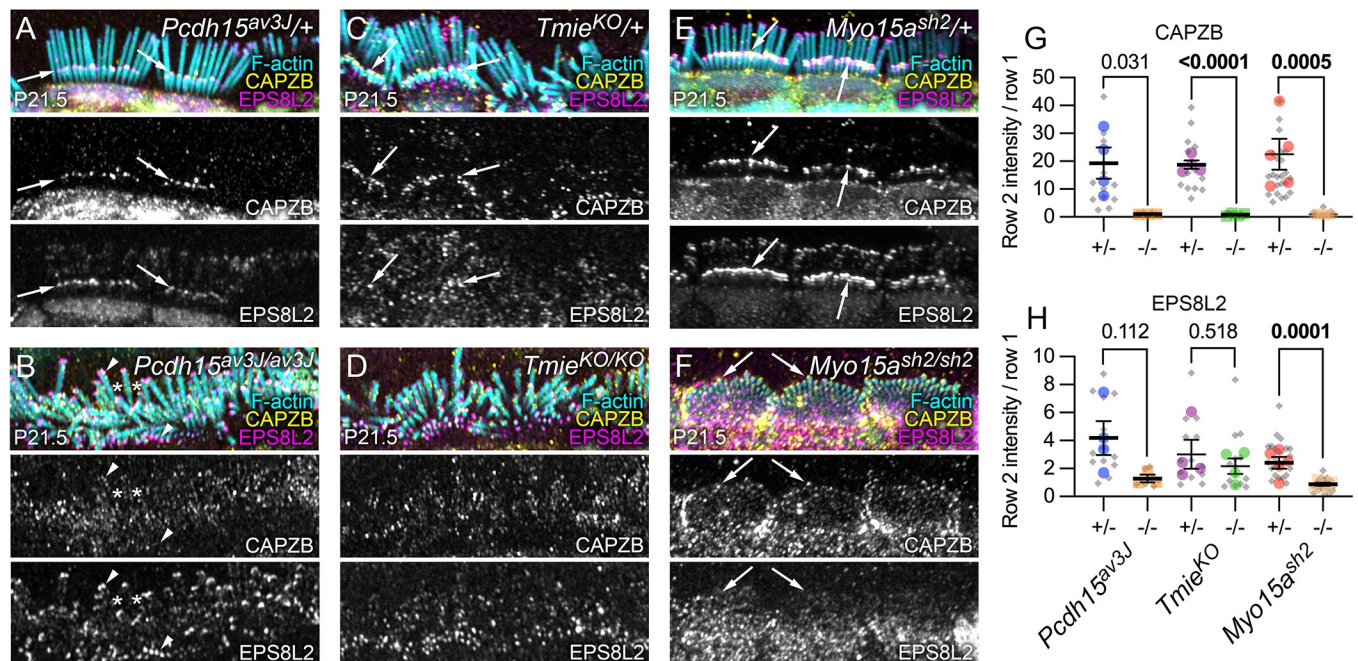 A Pcdh15av3J/+
F-actin
CAPZB
P21.5 EPS8L2
CAPZB
EPS8L2
C TmieKO/+
F-actin
CAPZB
P21.5 EPS8L2
CAPZB
EPS8L2
E Myo15ash2/+
F-actin
CAPZB
P21.5 EPS8L2
CAPZB
EPS8L2
B Pcdh15av3J/av3J
F-actin
CAPZB
* *
P21.5 EPS8L2
* *
CAPZB
* *
EPS8L2
D TmieKO/KO
F-actin
CAPZB
P21.5 EPS8L2
CAPZB
EPS8L2
F Myo15ash2/sh2
F-actin
CAPZB
P21.5 EPS8L2
CAPZB
EPS8L2
G CAPZB
0.031 <0.0001 0.0005
Row 2 intensity / row 1
50
40
30
20
10
0
+/- -/- +/- -/- +/- -/-
H EPS8L2
0.112 0.518 0.0001
Row 2 intensity / row 1
10
8
6
4
2
0
+/- -/- +/- -/- +/- -/-
Pcdh15av3J
TmieKO
Myo15ash2